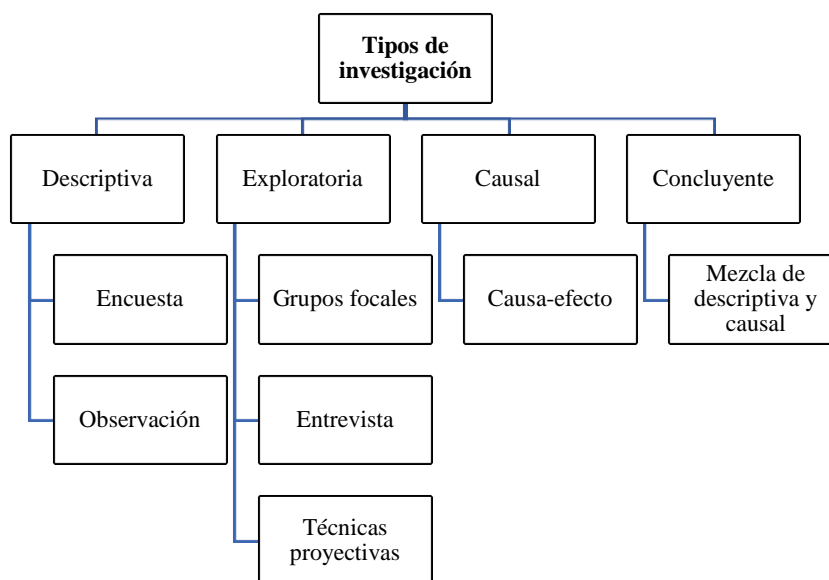 Tipos de
investigación
Descriptiva
Exploratoria
Causal
Concluyente
Encuesta
Grupos focales
Causa-efecto
Mezcla de
descriptiva y
causal
Observación
Entrevista
Técnicas
proyectivas